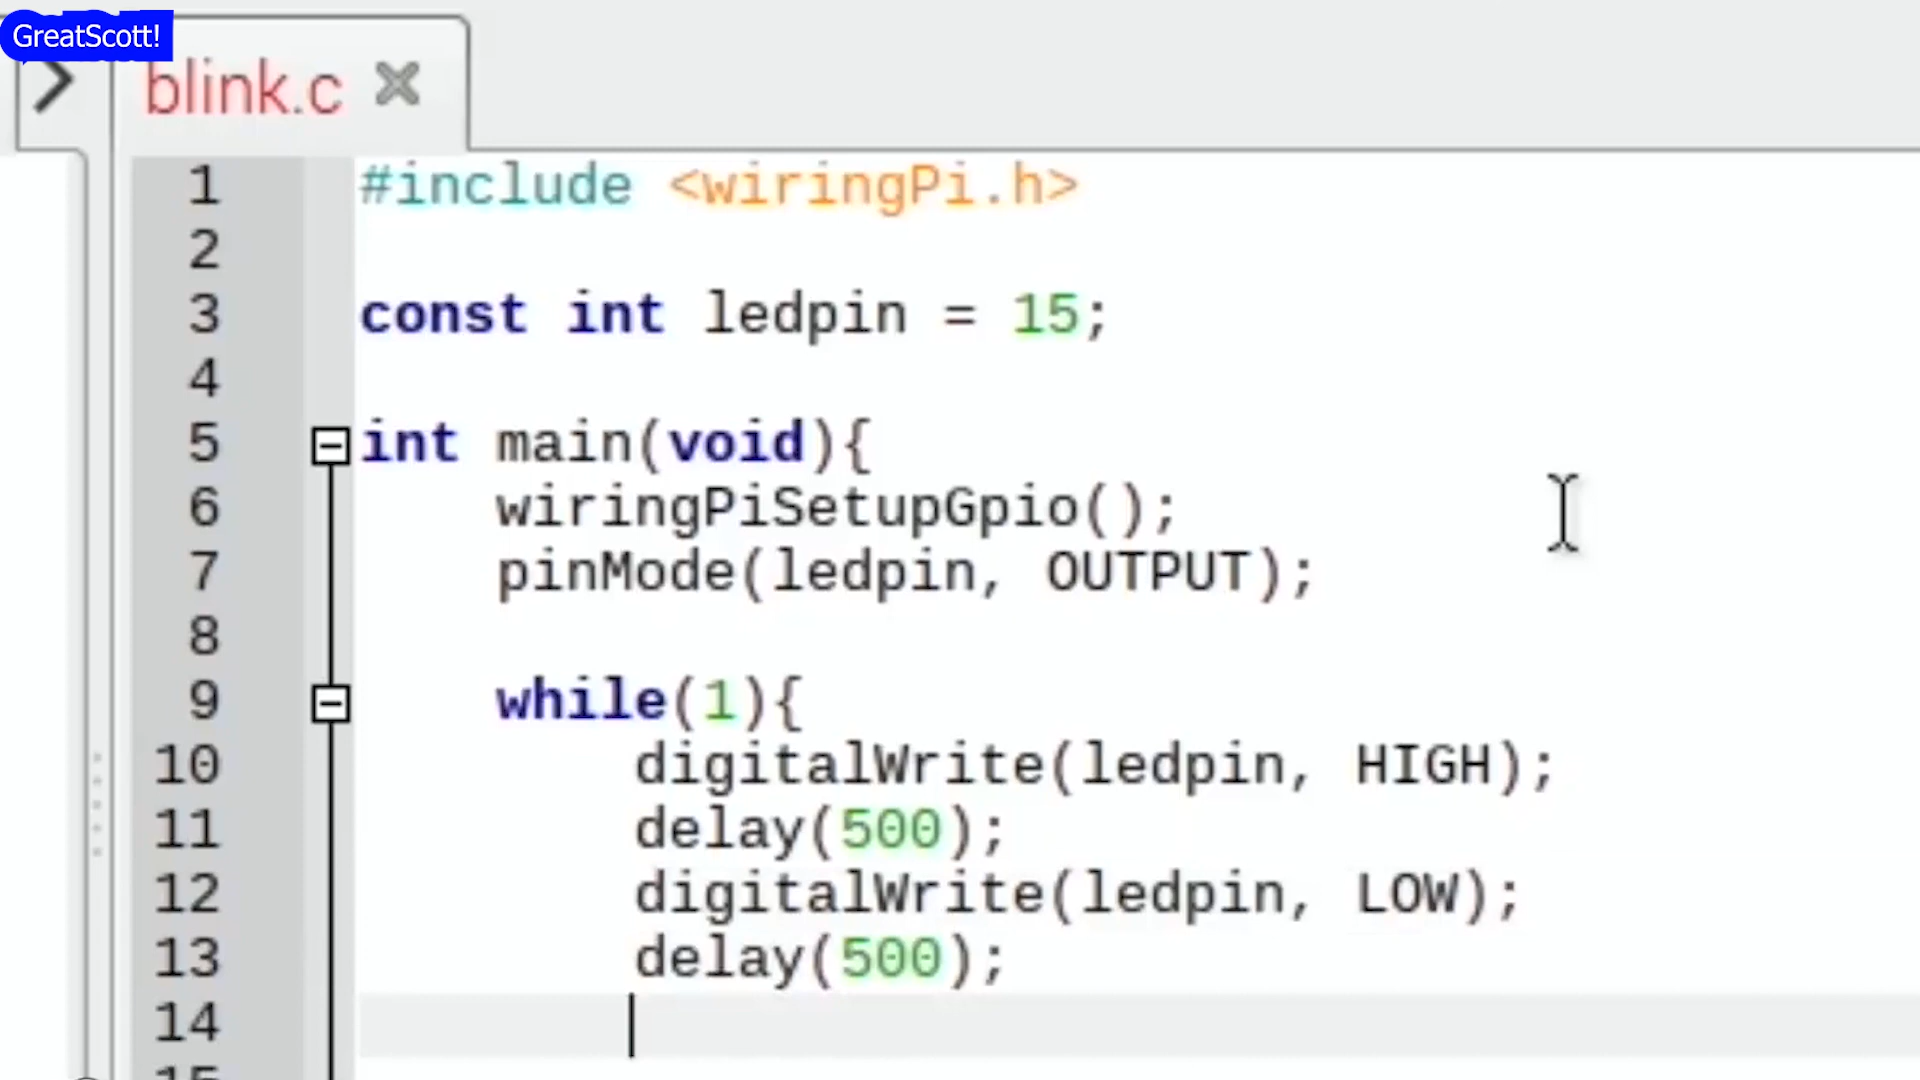 GreatScott!
blink.c
1 #include <wiringPi.h>
2
3 const int ledpin = 15;
4
5 int main(void){
6 wiringPiSetupGpio();
7 pinMode(ledpin, OUTPUT);
8
9 while(1){
10 digitalWrite(ledpin, HIGH);
11 delay(500);
12 digitalWrite(ledpin, LOW);
13 delay(500);
14
15